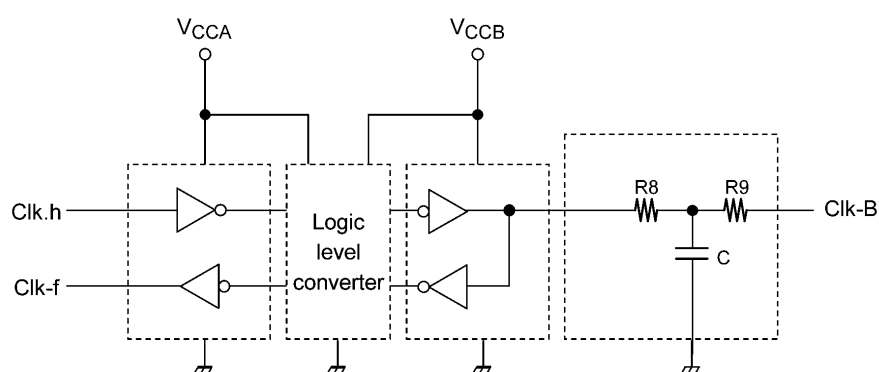 VCCA
VCCB
R8
R9
Clk.h
Clk-B
Logic
level
converter
C
Clk-f